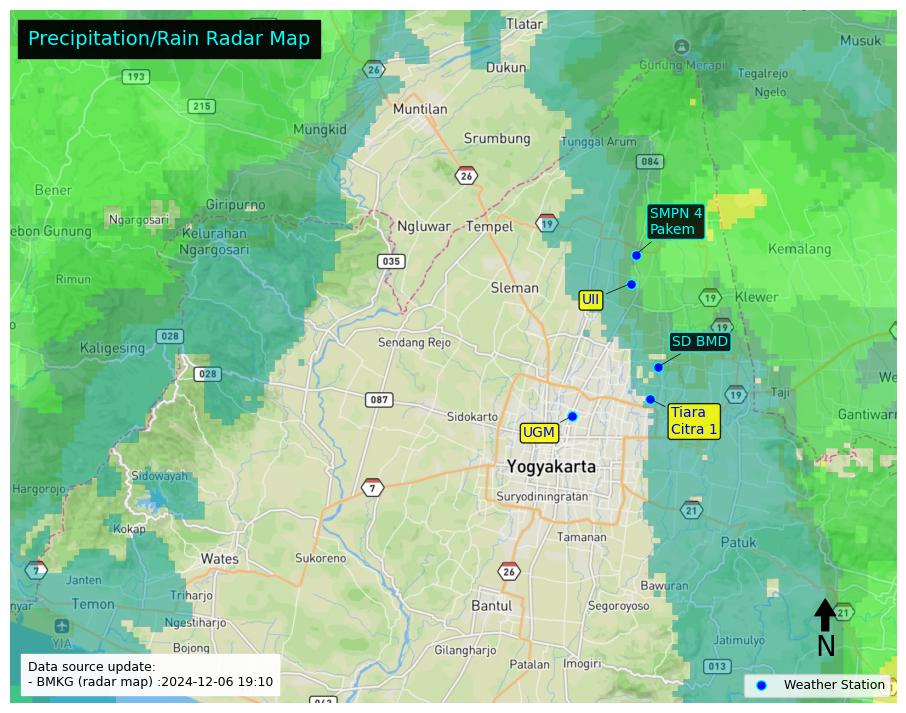 Precipitation/Rain Radar Map
Tlatar
Musuk
26
193
Dukun
Gunung Merapi
Tegalrejo
Ngelo
215
Muntilan
Mungkid
Srumbung
Tunggal Arum
084
26
Bener
Giripurno
Ngargosari
ebon Gunung
Kelurahan
Ngargosari
Ngluwar
Tempel
19
SMPN 4
Pakem
Kemalang
035
Rimun
Sleman
UII
19
Klewer
19
028
Kaligesing
Sendang Rejo
SD BMD
028
087
Sidokarto
19
Taji
We
Gantiwarn
UGM
Tiara
Citra 1
Yogyakarta
Sidowayah
Hargorojo
7
Suryodiningratan
21
Kokap
Tamanan
Patuk
Wates
Sukoreno
7
Janten
26
Bawuran
nyar
Temon
Triharjo
Bantul
Segoroyoso
21
Ngestiharjo
YIA
N
Bojong
Gilangharjo
Jatimulyo
Patalan
Imogiri
013
Data source update:
- BMKG (radar map) :2024-12-06 19:10
Weather Station